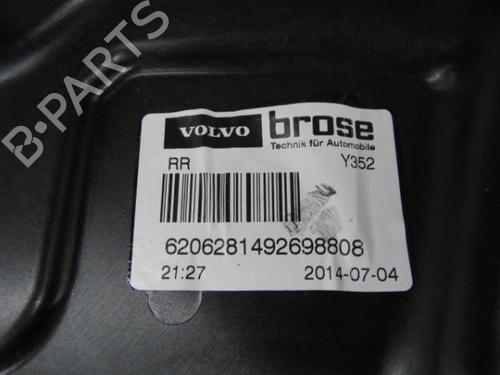 VOLVO brose
Technik für Automobile
RR Y352
6206281492698808
21:27 2014-07-04
B-PARTS